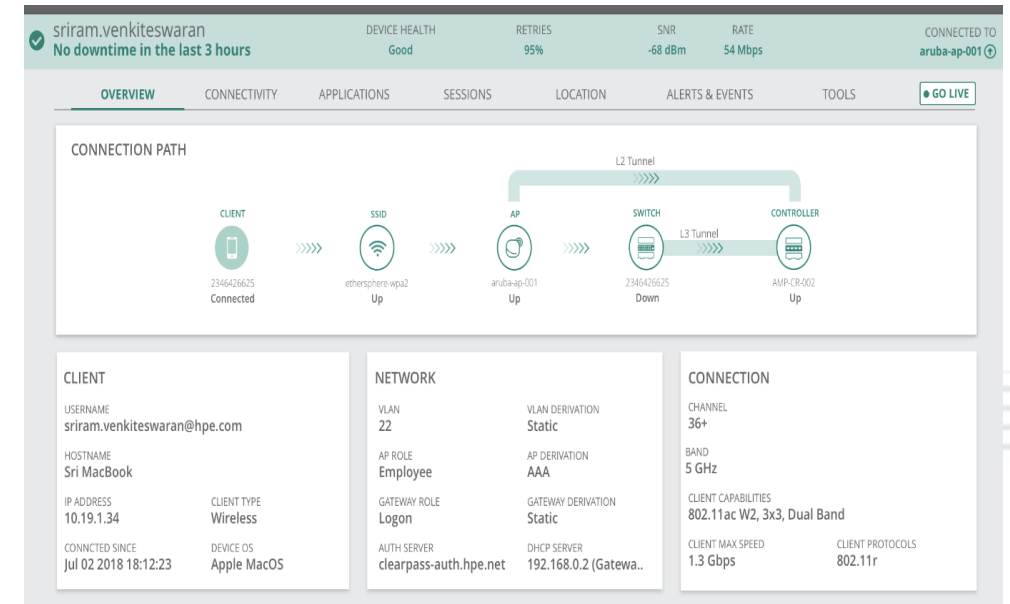 sriram.venkiteswaran
No downtime in the last 3 hours
DEVICE HEALTH
Good
RETRIES
95%
SNR
-68 dBm
RATE
54 Mbps
CONNECTED TO
aruba-ap-001
OVERVIEW CONNECTIVITY APPLICATIONS SESSIONS LOCATION ALERTS & EVENTS TOOLS GO LIVE
CONNECTION PATH
L2 Tunnel
CLIENT SSID AP SWITCH CONTROLLER
L3 Tunnel
2346426625 ethersphere-wpa2 aruba-ap-001 2346426625 AMP-CR-002
Connected Up Up Down Up
CLIENT
USERNAME
sriram.venkiteswaran@hpe.com
HOSTNAME
Sri MacBook
IP ADDRESS CLIENT TYPE
10.19.1.34 Wireless
CONNCTED SINCE DEVICE OS
Jul 02 2018 18:12:23 Apple MacOS
NETWORK
VLAN VLAN DERIVATION
22 Static
AP ROLE AP DERIVATION
Employee AAA
GATEWAY ROLE GATEWAY DERIVATION
Logon Static
AUTH SERVER DHCP SERVER
clearpass-auth.hpe.net 192.168.0.2 (Gatewa..
CONNECTION
CHANNEL
36+
BAND
5 GHz
CLIENT CAPABILITIES
802.11ac W2, 3x3, Dual Band
CLIENT MAX SPEED CLIENT PROTOCOLS
1.3 Gbps 802.11r